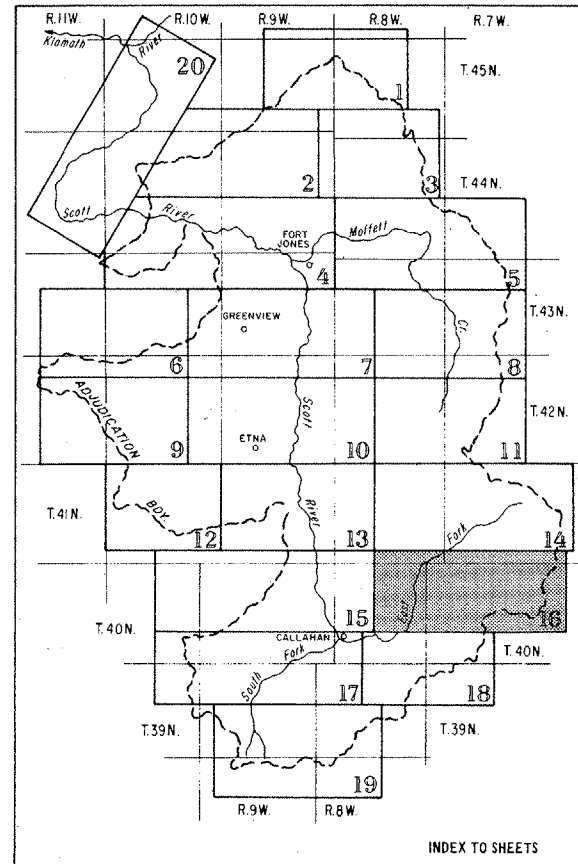 R.11W. R.10W. R.9W. R.8W. R.7W.
Klamath River
20
T.45N.
1
2
3
T.44N.
Scott River
FORT
JONES
Moffett
4
5
GREENVIEW
T.43N.
6
7
Cr.
8
ADJUDICATION
Scott
T.42N.
ETNA
9
10
11
T.41N.
BDY.
River
Fork
12
13
14
East
15
16
T.40N.
CALLAHAN
South Fork
T.40N.
17
18
T.39N.
T.39N.
19
R.9W. R.8W.
INDEX TO SHEETS